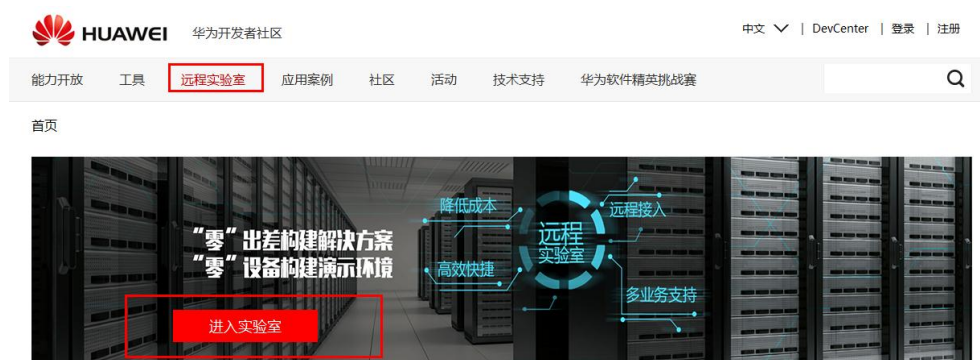 HUAWEI 华为开发者社区
中文 | DevCenter | 登录 | 注册
能力开放 工具 远程实验室 应用案例 社区 活动 技术支持 华为软件精英挑战赛
首页
"零"出差构建解决方案
"零"设备构建演示环境
进入实验室
降低成本
高效快捷
远程
实验室
远程接入
多业务支持